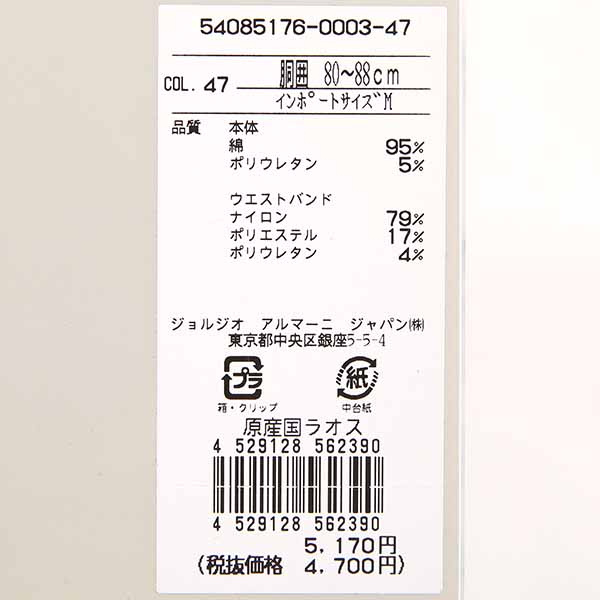 54085176-0003-47
COL. 47 胴囲 80〜88cm
インポートサイズM
品質 本体
綿 95%
ポリウレタン 5%
ウエストバンド
ナイロン 79%
ポリエステル 17%
ポリウレタン 4%
ジョルジオ アルマーニ ジャパン㈱
東京都中央区銀座5-5-4
プラ 紙
箱・クリップ 中台紙
原産国ラオス
4 529128 562390
4 529128 562390
5,170円
(税抜価格 4,700円)